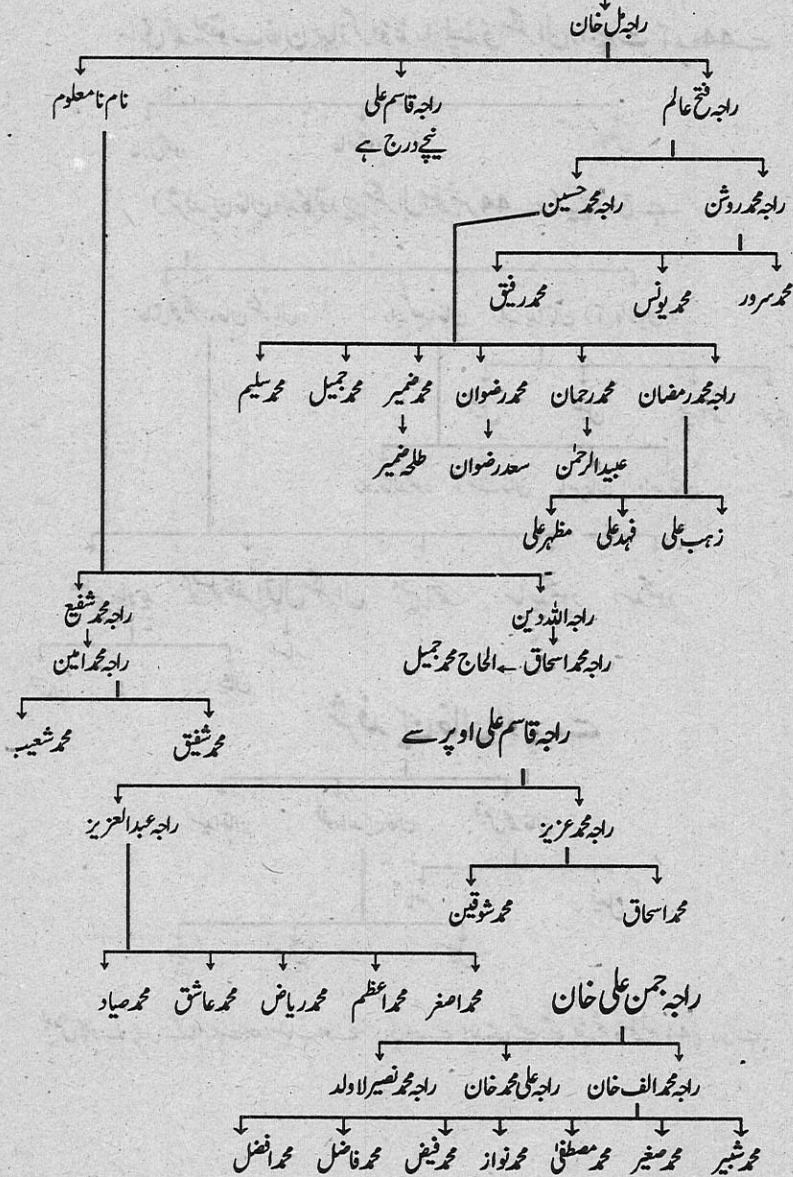 راجہ مل خان
راجہ فتح عالم راجہ قاسم علی نام نامعلوم
نیچے درج ہے
راجہ محمد روشن راجہ محمد حسین
محمد سرور محمد یونس محمد رفیق
راجہ محمد رمضان محمد رحمان محمد رضوان محمد ضمیر محمد جمیل محمد سلیم
عبید الرحمٰن سعد رضوان طلحہ ضمیر
زہب علی فہد علی مظہر علی
راجہ اللہ دین راجہ محمد شفیع
راجہ محمد اسحاق ← الحاج محمد جمیل راجہ محمد امین
محمد شفیق محمد شعیب
راجہ قاسم علی اوپر سے
راجہ محمد عزیز راجہ عبدالعزیز
محمد اسحاق محمد شوقین
محمد اصغر محمد اعظم محمد ریاض محمد عاشق محمد صیاد
راجہ جمن علی خان
راجہ محمد الف خان راجہ علی محمد خان راجہ محمد نصیر لاولد
محمد شبیر محمد صغیر محمد مصطفیٰ محمد نواز محمد فیض محمد فاضل محمد افضل